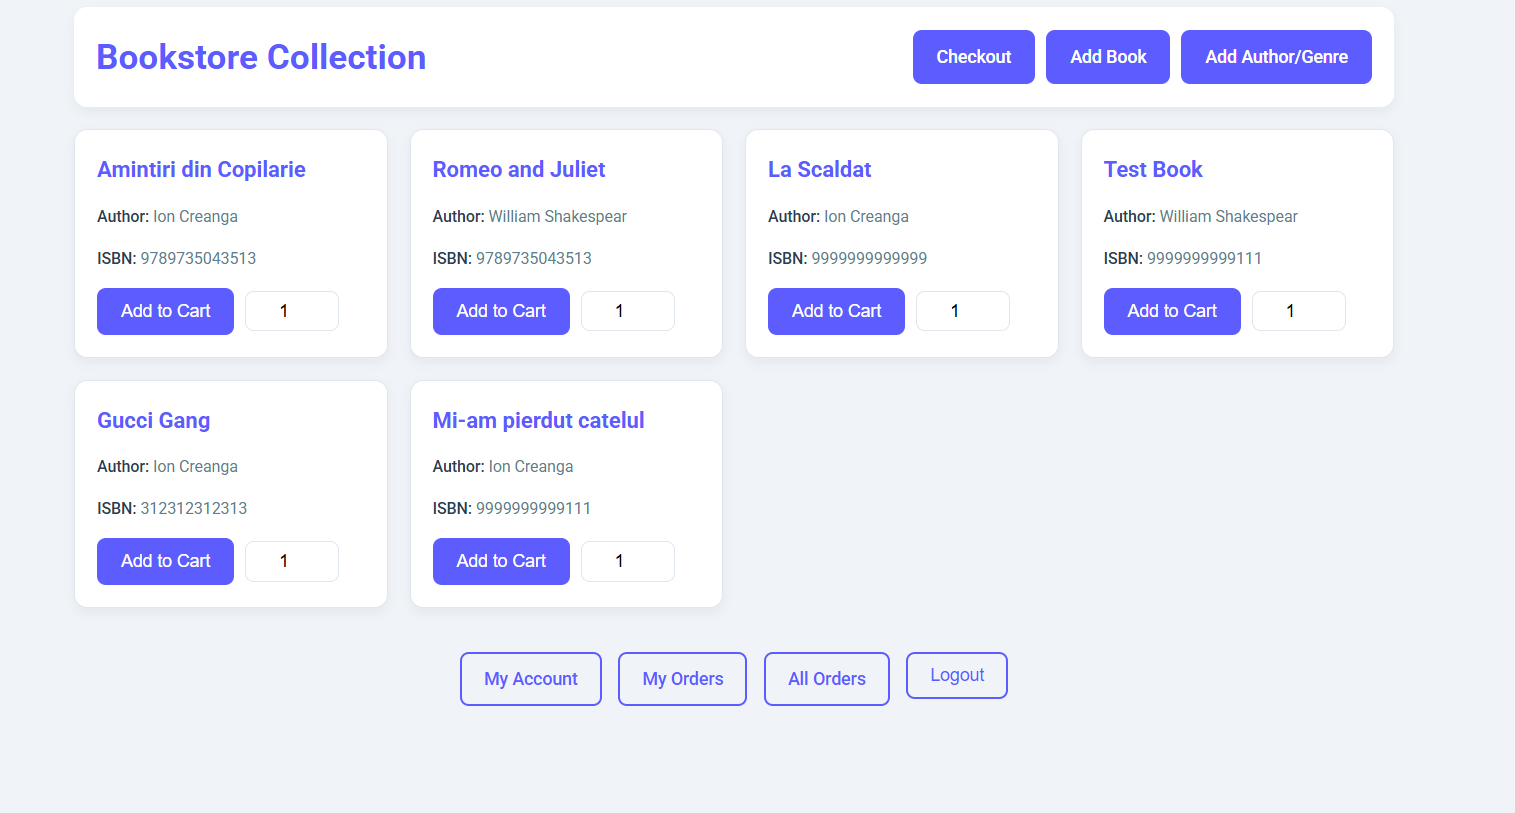 Bookstore Collection
Checkout
Add Book
Add Author/Genre
Amintiri din Copilarie
Author: Ion Creanga
ISBN: 9789735043513
Add to Cart
1
Romeo and Juliet
Author: William Shakespear
ISBN: 9789735043513
Add to Cart
1
La Scaldat
Author: Ion Creanga
ISBN: 9999999999999
Add to Cart
1
Test Book
Author: William Shakespear
ISBN: 9999999999111
Add to Cart
1
Gucci Gang
Author: Ion Creanga
ISBN: 312312312313
Add to Cart
1
Mi-am pierdut catelul
Author: Ion Creanga
ISBN: 9999999999111
Add to Cart
1
My Account
My Orders
All Orders
Logout